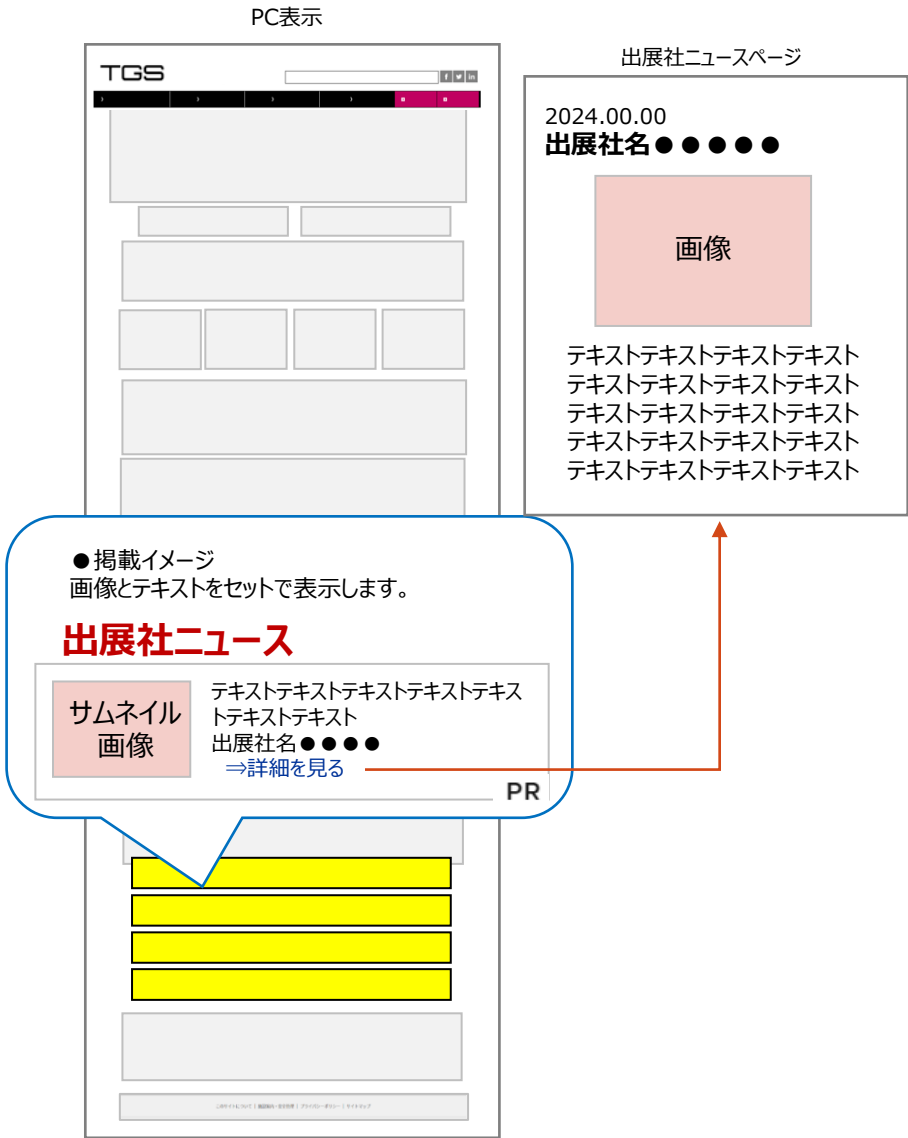 PC表示
TGS
出展社ニュースページ
2024.00.00
出展社名●●●●●
画像
テキストテキストテキストテキスト
テキストテキストテキストテキスト
テキストテキストテキストテキスト
テキストテキストテキストテキスト
テキストテキストテキストテキスト
●掲載イメージ
画像とテキストをセットで表示します。
出展社ニュース
サムネイル
画像
テキストテキストテキストテキストテキス
トテキストテキスト
出展社名●●●●
⇒詳細を見る
PR